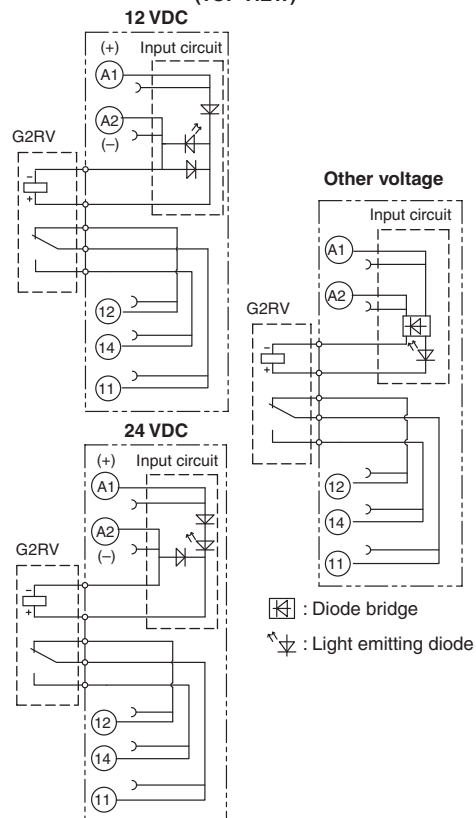 12 VDC
(+) Input circuit
A1
A2
(–)
G2RV
–
+
12
14
11
24 VDC
(+) Input circuit
A1
A2
(–)
G2RV
–
+
12
14
11
Other voltage
Input circuit
A1
A2
G2RV
–
+
12
14
11
: Diode bridge
: Light emitting diode